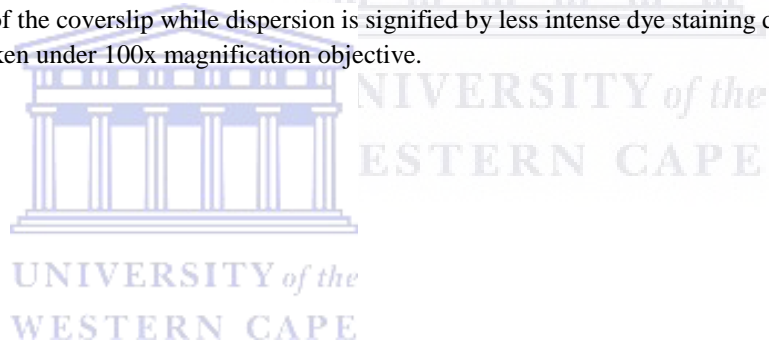 of the coverslip while dispersion is signified by less intense dye staining
ken under 100x magnification objective.
NIVERSITY of the
ESTERN CAPE
UNIVERSITY of the
WESTERN CAPE